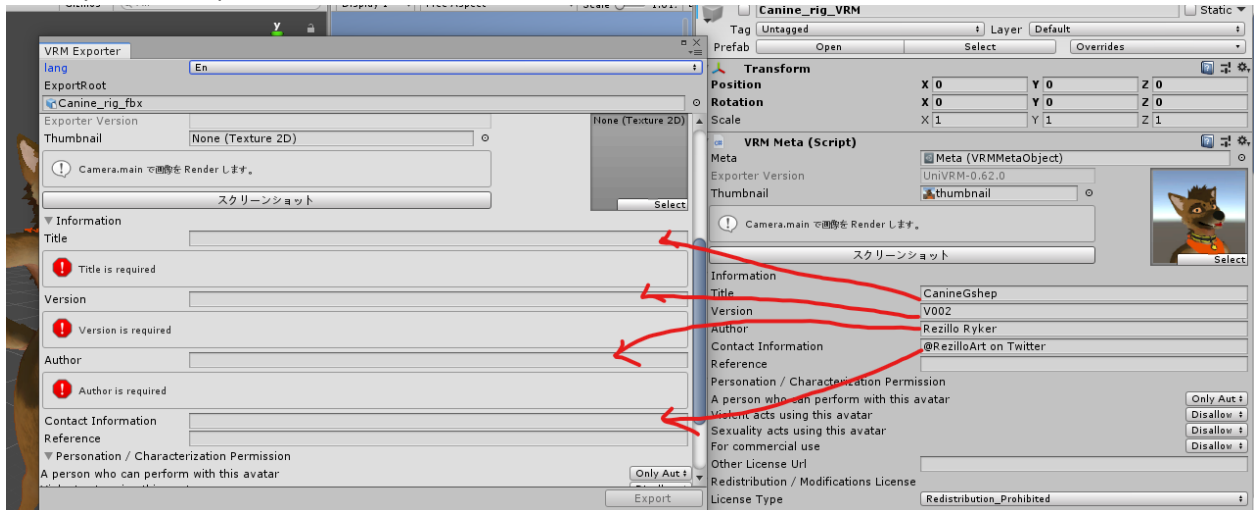 Gizmos
Display 1
Free Aspect
Scale
y
VRM Exporter
lang En
ExportRoot
Canine_rig_fbx
Exporter Version
None (Texture 2D)
Thumbnail None (Texture 2D)
Camera.main で画像を Render します。
スクリーンショット
Select
Information
Title
Title is required
Version
Version is required
Author
Author is required
Contact Information
Reference
Personation / Characterization Permission
A person who can perform with this avatar Only Aut
Export
Canine_rig_VRM Static
Tag Untagged Layer Default
Prefab Open Select Overrides
Transform
Position X 0 Y 0 Z 0
Rotation X 0 Y 0 Z 0
Scale X 1 Y 1 Z 1
VRM Meta (Script)
Meta Meta (VRMMetaObject)
Exporter Version UniVRM-0.62.0
Thumbnail thumbnail
Camera.main で画像を Render します。
スクリーンショット
Select
Information
Title CanineGshep
Version V002
Author Rezillo Ryker
Contact Information @RezilloArt on Twitter
Reference
Personation / Characterization Permission
A person who can perform with this avatar Only Aut
Violent acts using this avatar Disallow
Sexuality acts using this avatar Disallow
For commercial use Disallow
Other License Url
Redistribution / Modifications License
License Type Redistribution_Prohibited